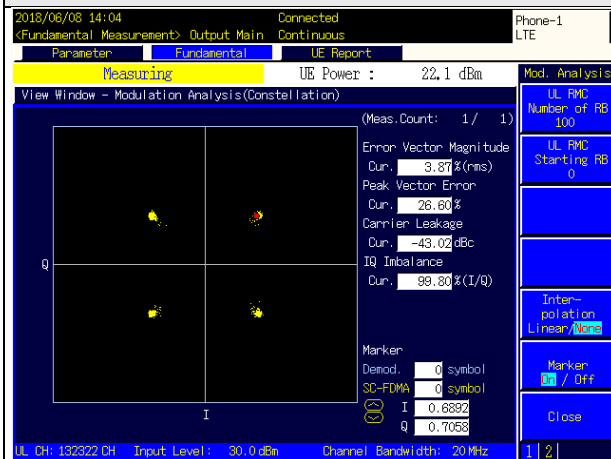 2018/06/08 14:04 Connected Phone-1
<Fundamental Measurement> Output Main Continuous LTE
Parameter Fundamental UE Report
Measuring UE Power : 22.1 dBm Mod. Analysis
View Window - Modulation Analysis(Constellation)
UL RMC
Number of RB
100
(Meas.Count: 1/ 1)
Error Vector Magnitude
Cur. 3.87 %(rms)
UL RMC
Starting RB
0
Peak Vector Error
Cur. 26.60 %
Carrier Leakage
Cur. -43.02 dBc
IQ Imbalance
Cur. 99.80 %(I/Q)
Q
Inter-
polation
Linear/None
Marker
Demod. 0 symbol
SC-FDMA 0 symbol
I 0.6892
Q 0.7058
Marker
On / Off
I
Close
UL CH: 132322 CH Input Level: 30.0 dBm Channel Bandwidth: 20 MHz 1 2